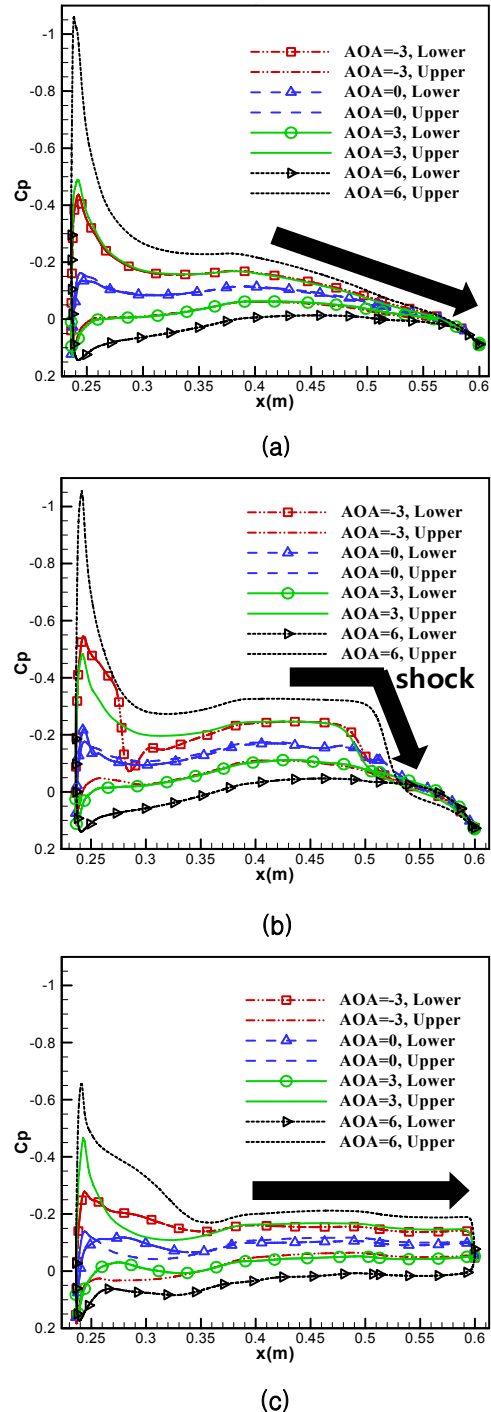 -1
-0.8
-0.6
-0.4
-0.2
0
0.2
Cp
AOA=-3, Lower
AOA=-3, Upper
AOA=0, Lower
AOA=0, Upper
AOA=3, Lower
AOA=3, Upper
AOA=6, Lower
AOA=6, Upper
0.25 0.3 0.35 0.4 0.45 0.5 0.55 0.6
x(m)
(a)
-1
-0.8
-0.6
-0.4
-0.2
0
0.2
Cp
AOA=-3, Lower
AOA=-3, Upper
AOA=0, Lower
AOA=0, Upper
AOA=3, Lower
AOA=3, Upper
AOA=6, Lower
AOA=6, Upper
shock
0.25 0.3 0.35 0.4 0.45 0.5 0.55 0.6
x(m)
(b)
-1
-0.8
-0.6
-0.4
-0.2
0
0.2
Cp
AOA=-3, Lower
AOA=-3, Upper
AOA=0, Lower
AOA=0, Upper
AOA=3, Lower
AOA=3, Upper
AOA=6, Lower
AOA=6, Upper
0.25 0.3 0.35 0.4 0.45 0.5 0.55 0.6
x(m)
(c)